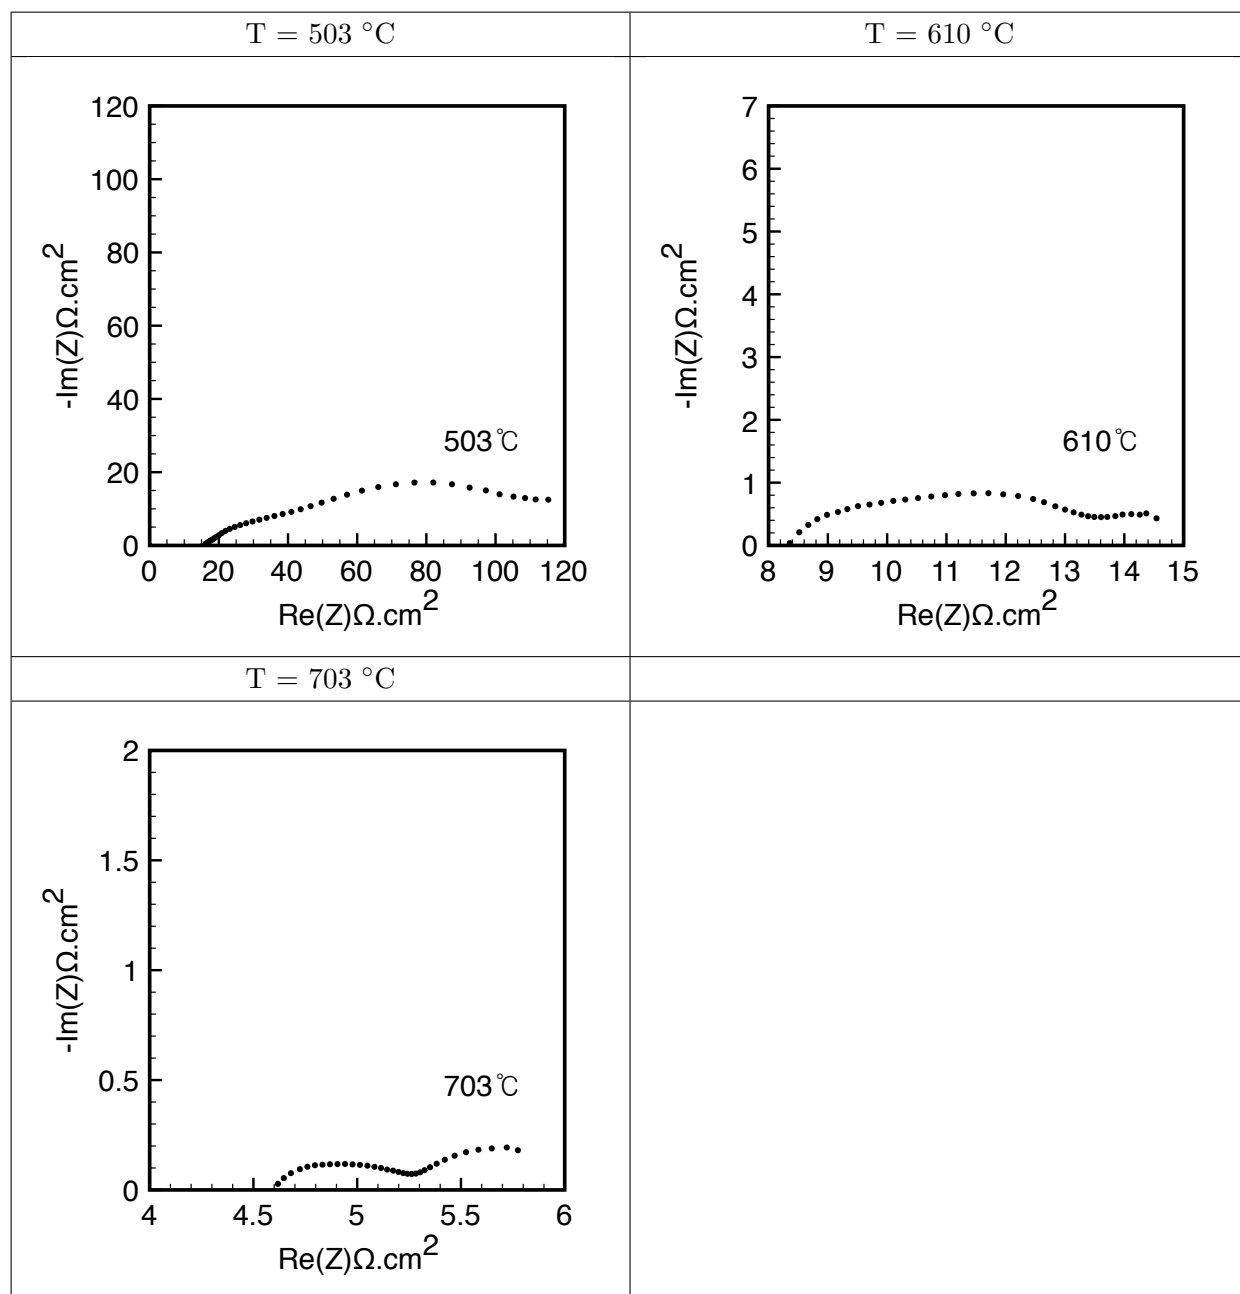 T = 503 °C
T = 610 °C
120
100
80
60
40
20
0
-Im(Z)Ω.cm²
503℃
0 20 40 60 80 100 120
Re(Z)Ω.cm²
7
6
5
4
3
2
1
0
-Im(Z)Ω.cm²
610℃
8 9 10 11 12 13 14 15
Re(Z)Ω.cm²
T = 703 °C
2
1.5
1
0.5
0
-Im(Z)Ω.cm²
703℃
4 4.5 5 5.5 6
Re(Z)Ω.cm²